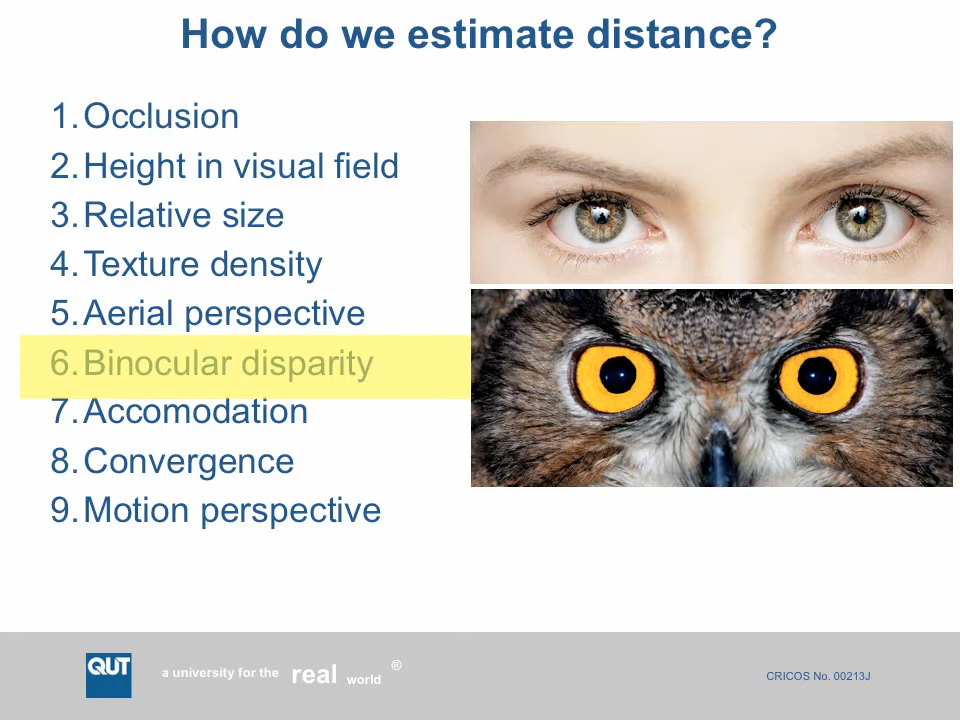 How do we estimate distance?
1. Occlusion
2. Height in visual field
3. Relative size
4. Texture density
5. Aerial perspective
6. Binocular disparity
7. Accomodation
8. Convergence
9. Motion perspective
QUT
a university for the real world ®
CRICOS No. 00213J